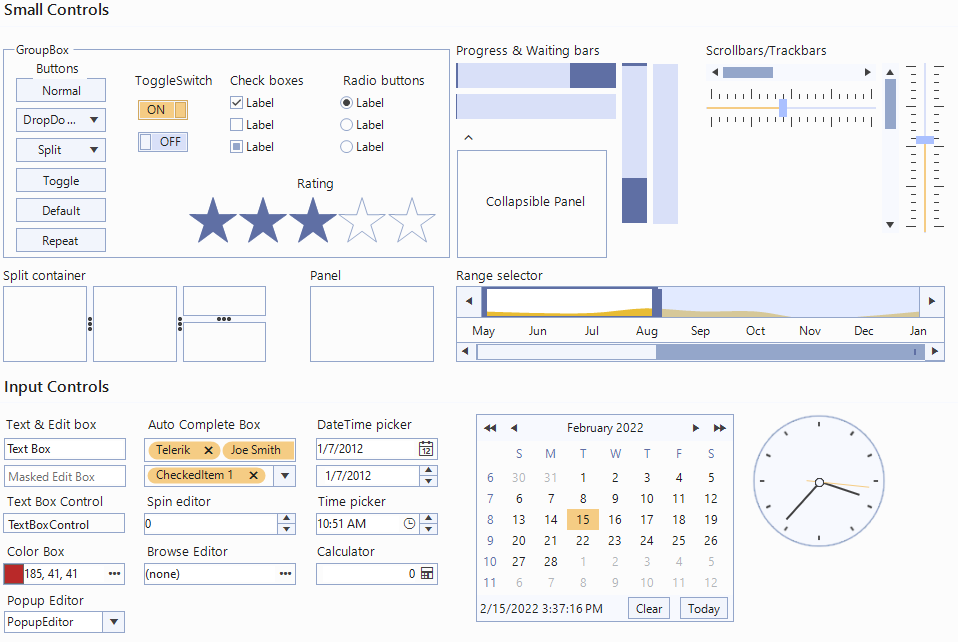 Small Controls
GroupBox
Buttons
Normal
DropDo...
Split
Toggle
Default
Repeat
ToggleSwitch
ON
OFF
Check boxes
Label
Label
Label
Radio buttons
Label
Label
Label
Rating
Progress & Waiting bars
Collapsible Panel
Scrollbars/Trackbars
Split container
Panel
Range selector
May Jun Jul Aug Sep Oct Nov Dec Jan
Input Controls
Text & Edit box
Text Box
Masked Edit Box
Text Box Control
TextBoxControl
Color Box
185, 41, 41
Popup Editor
PopupEditor
Auto Complete Box
Telerik Joe Smith
CheckedItem 1
Spin editor
0
Browse Editor
(none)
DateTime picker
1/7/2012
12
1/7/2012
Time picker
10:51 AM
Calculator
0
February 2022
S M T W T F S
6 30 31 1 2 3 4 5
7 6 7 8 9 10 11 12
8 13 14 15 16 17 18 19
9 20 21 22 23 24 25 26
10 27 28 1 2 3 4 5
11 6 7 8 9 10 11 12
2/15/2022 3:37:16 PM Clear Today